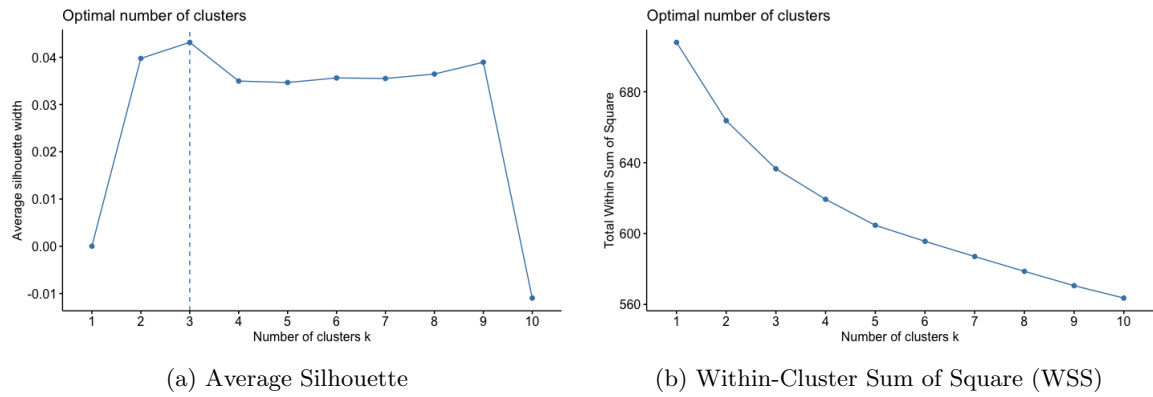 Optimal number of clusters
0.04
0.03
0.02
0.01
0.00
-0.01
Average silhouette width
1 2 3 4 5 6 7 8 9 10
Number of clusters k
(a) Average Silhouette
Optimal number of clusters
680
640
600
560
Total Within Sum of Square
1 2 3 4 5 6 7 8 9 10
Number of clusters k
(b) Within-Cluster Sum of Square (WSS)